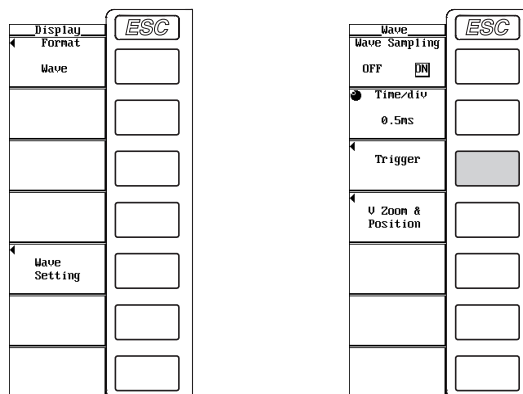 Display
ESC
Format
Wave
Wave
Setting
Wave
ESC
Wave Sampling
OFF ON
Time/div
0.5ms
Trigger
V Zoom &
Position